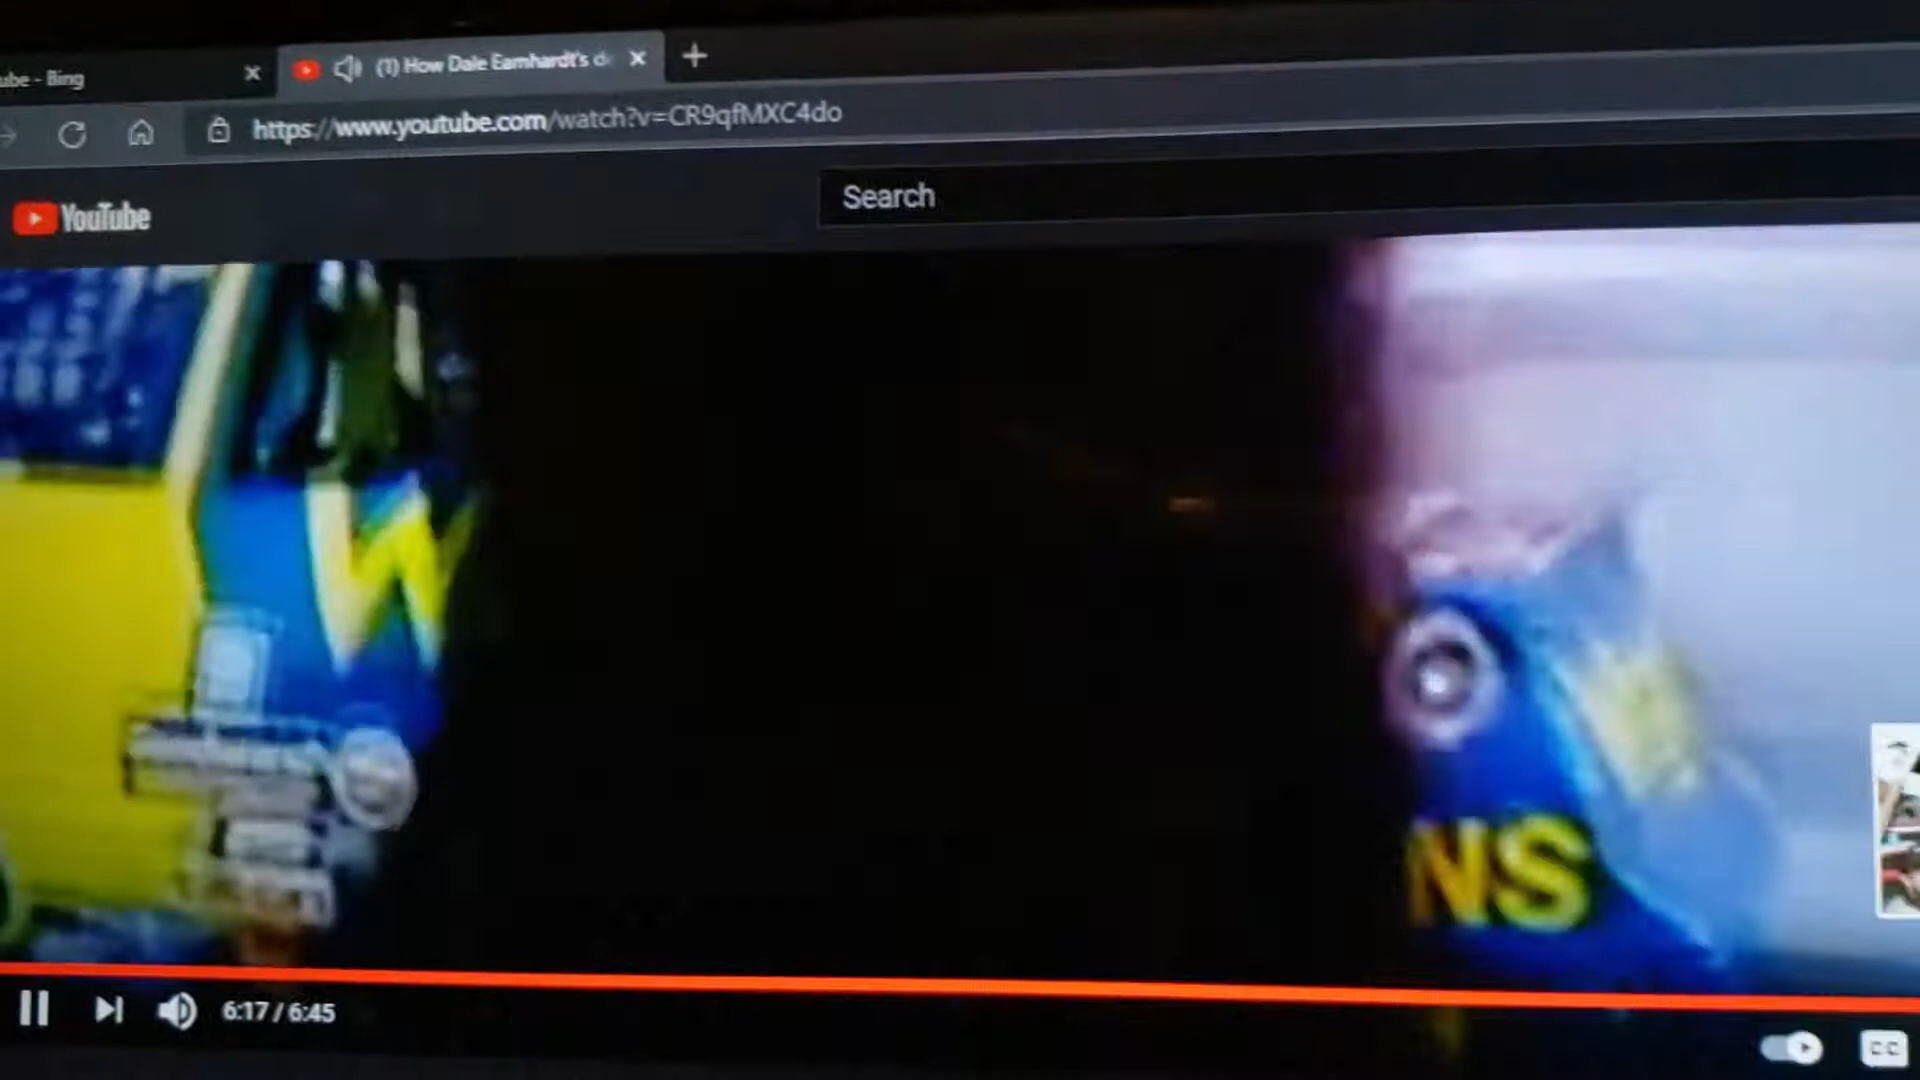 ube - Bing
(1) How Dale Earnhardt's d
https://www.youtube.com/watch?v=CR9qfMXC4do
YouTube
Search
NS
6:17 / 6:45
CC